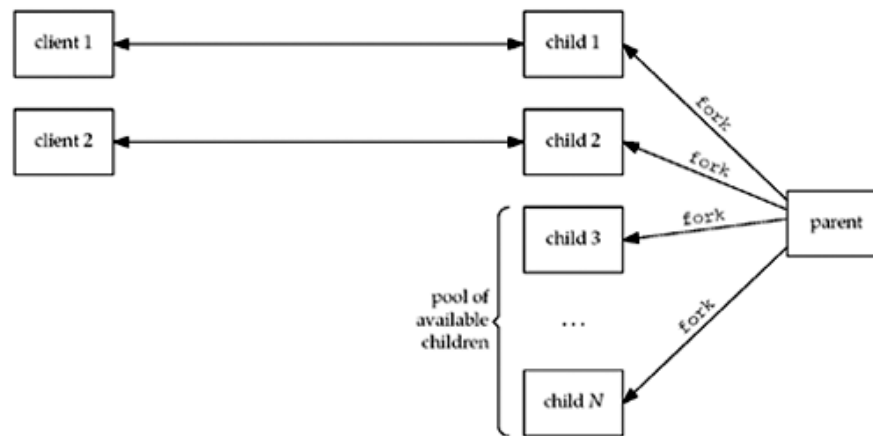 client 1
child 1
fork
client 2
child 2
fork
child 3
fork
parent
pool of
available
children
...
fork
child N